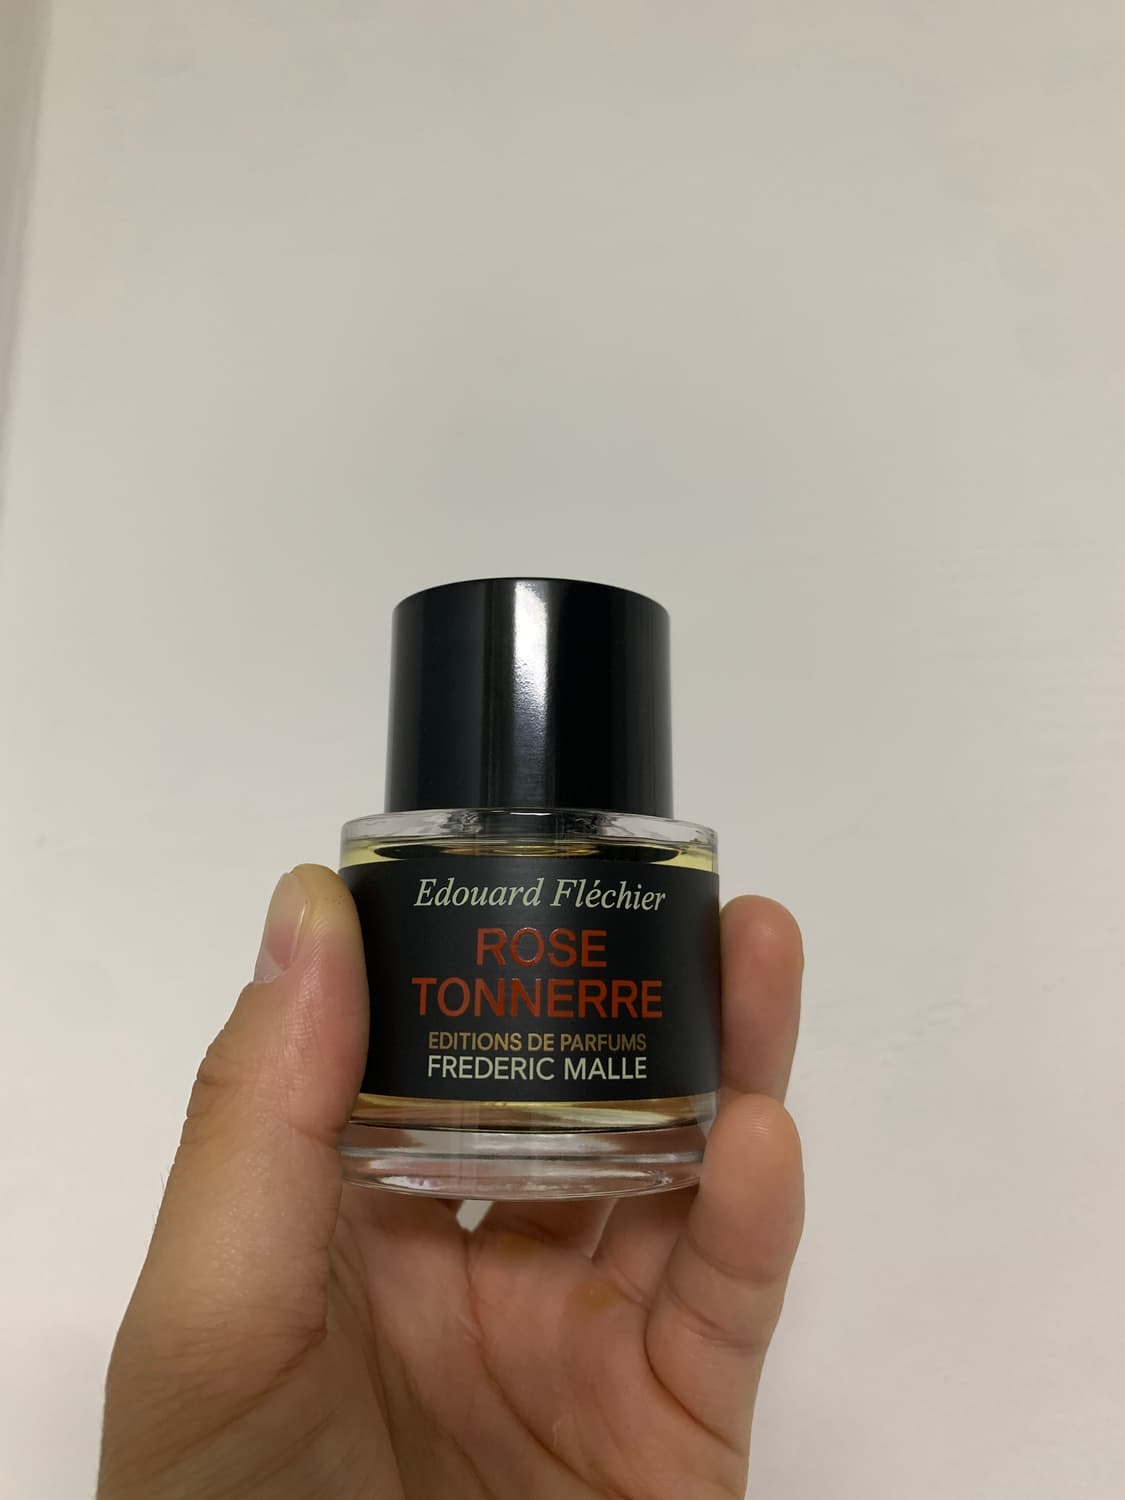 Edouard Fléchier
ROSE
TONNERRE
EDITIONS DE PARFUMS
FREDERIC MALLE